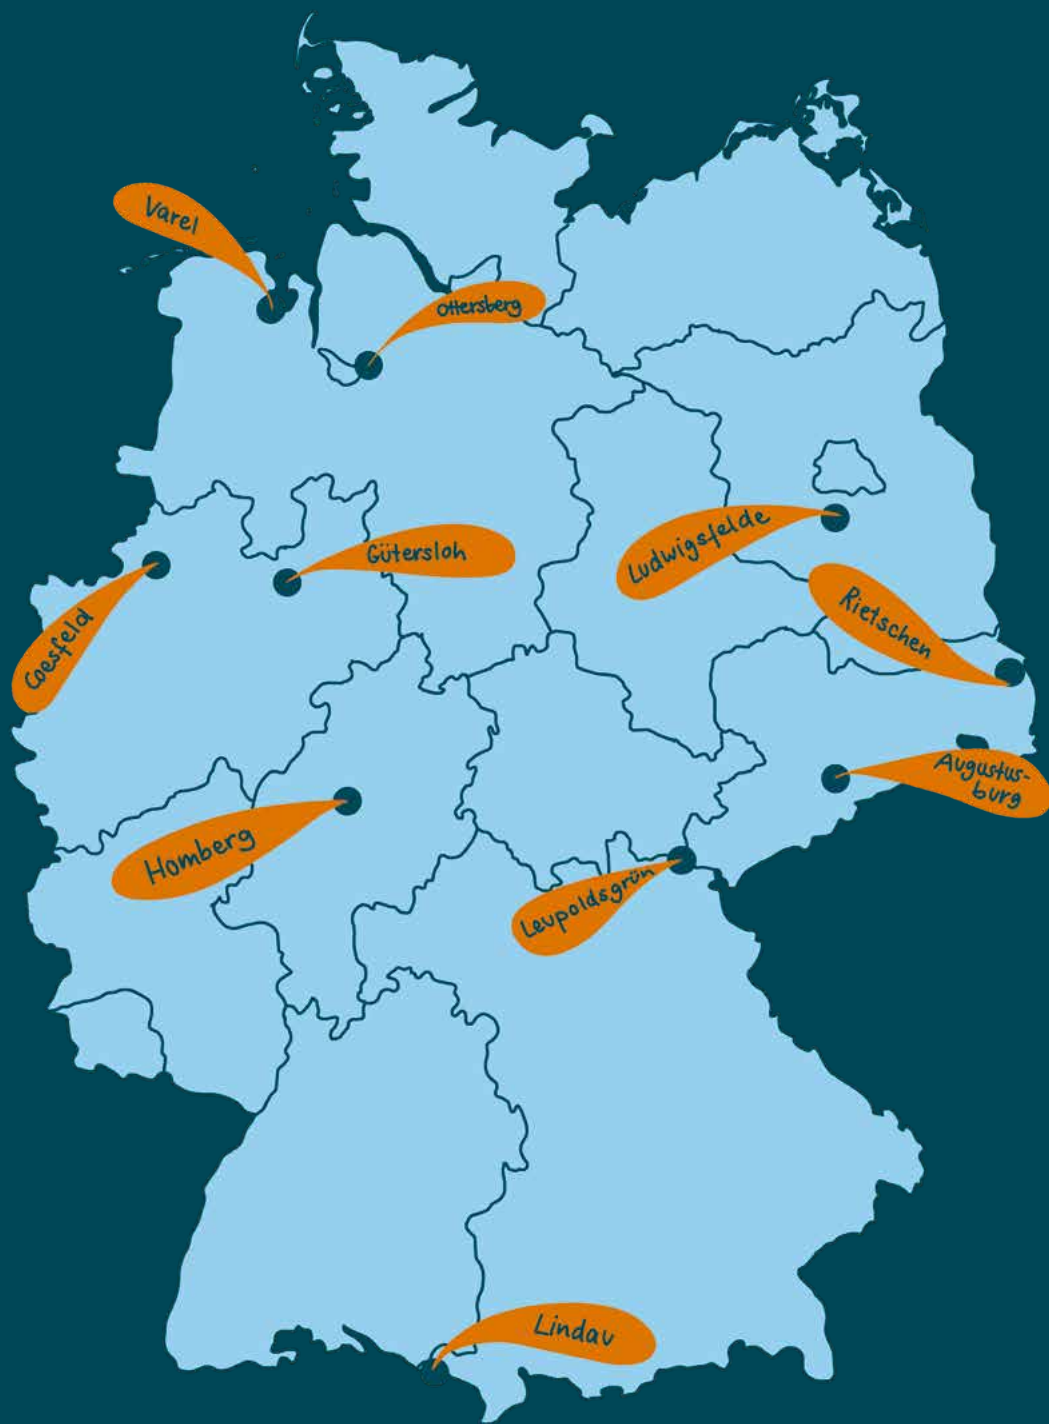 Varel
Ottersberg
Gütersloh
Ludwigsfelde
Coesfeld
Rietschen
Augustus-
burg
Homberg
Leupoldsgrün
Lindau